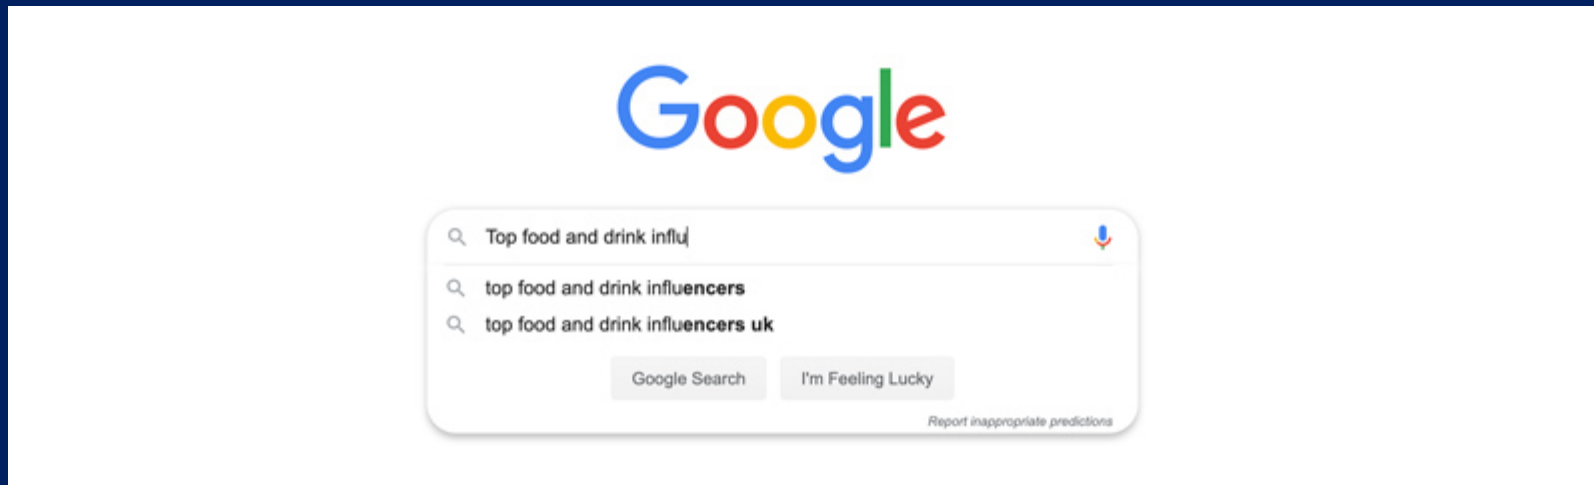 Google
Top food and drink influ
top food and drink influencers
top food and drink influencers uk
Google Search I'm Feeling Lucky
Report inappropriate predictions